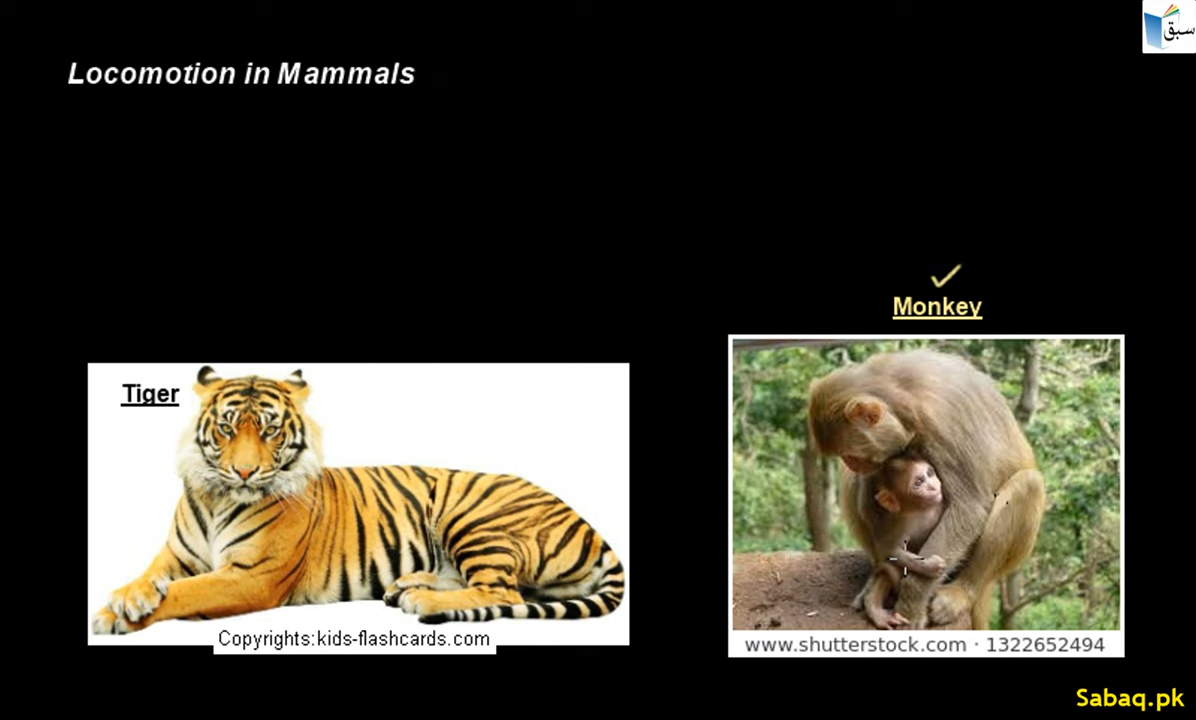 سبق
Locomotion in Mammals
Monkey
Tiger
Copyrights:kids-flashcards.com
www.shutterstock.com · 1322652494
Sabaq.pk